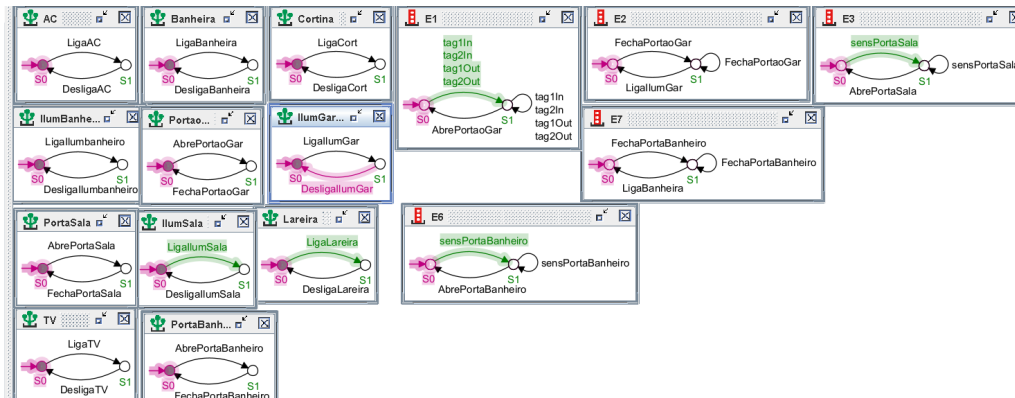 AC
LigaAC
S0
S1
DesligaAC
Banheira
LigaBanheira
S0
S1
DesligaBanheira
Cortina
LigaCort
S0
S1
DesligaCort
E1
tag1In
tag2In
tag1Out
tag2Out
S0
S1
AbrePortaoGar
tag1In
tag2In
tag1Out
tag2Out
E2
FechaPortaoGar
FechaPortaoGar
S0
S1
LigaIlumGar
E3
sensPortaSala
sensPortaSala
S0
S1
AbrePortaSala
IlumBanhe...
LigaIlumbanheiro
S0
S1
DesligaIlumbanheiro
Portao...
AbrePortaoGar
S0
S1
FechaPortaoGar
IlumGar...
LigaIlumGar
S0
S1
DesligaIlumGar
E7
FechaPortaBanheiro
FechaPortaBanheiro
S0
S1
LigaBanheira
PortaSala
AbrePortaSala
S0
S1
FechaPortaSala
IlumSala
LigaIlumSala
S0
S1
DesligaIlumSala
Lareira
LigaLareira
S0
S1
DesligaLareira
E6
sensPortaBanheiro
sensPortaBanheiro
S0
S1
AbrePortaBanheiro
TV
LigaTV
S0
S1
DesligaTV
PortaBanh...
AbrePortaBanheiro
S0
S1
FechaPortaBanheiro